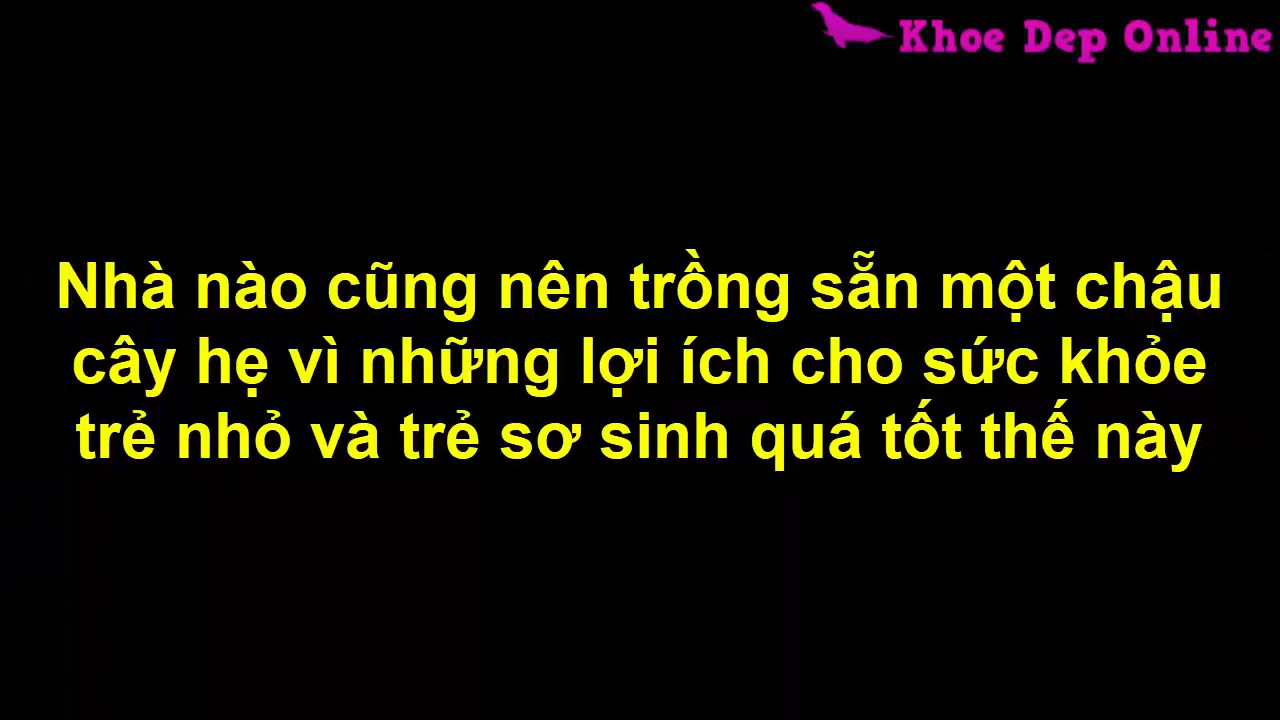 Khoe Dep Online
Nhà nào cũng nên trồng sẵn một chậu
cây hẹ vì những lợi ích cho sức khỏe
trẻ nhỏ và trẻ sơ sinh quá tốt thế này